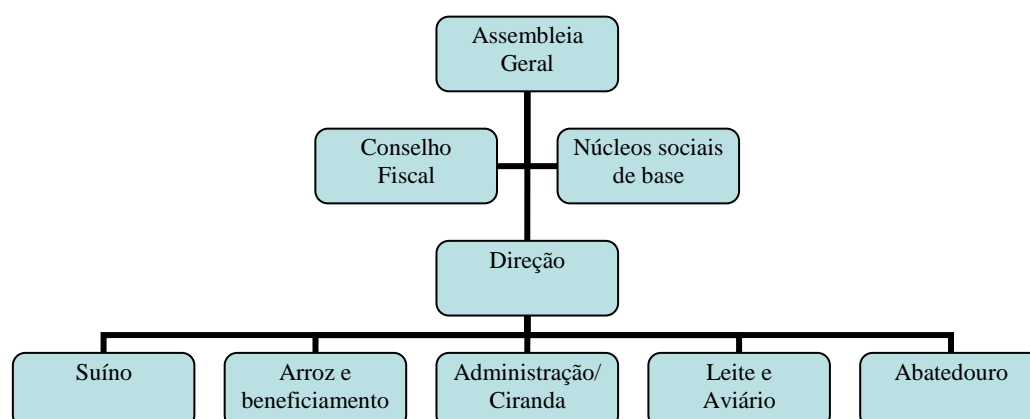 Assembleia
Geral
Conselho
Fiscal
Núcleos sociais
de base
Direção
Suíno
Arroz e
beneficiamento
Administração/
Ciranda
Leite e
Aviário
Abatedouro